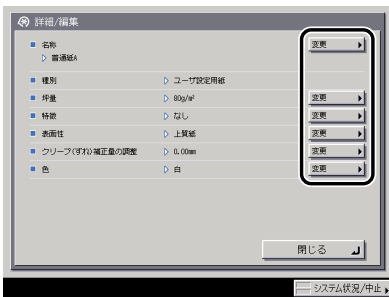 詳細/編集
名称 変更
普通紙A
種別 ユーザ設定用紙
坪量 80g/m² 変更
特徴 なし 変更
表面性 上質紙 変更
クリープ(ずれ)補正量の調整 0.00mm 変更
色 白 変更
閉じる
システム状況/中止